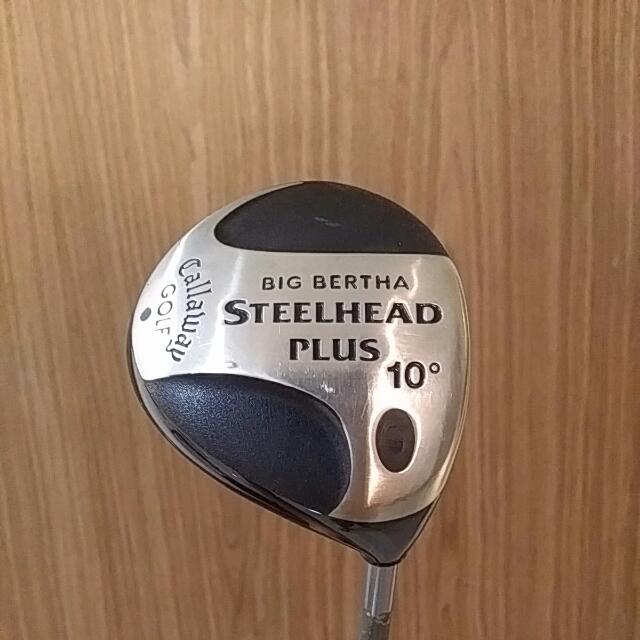 BIG BERTHA
STEELHEAD
PLUS
10°
Callaway
GOLF